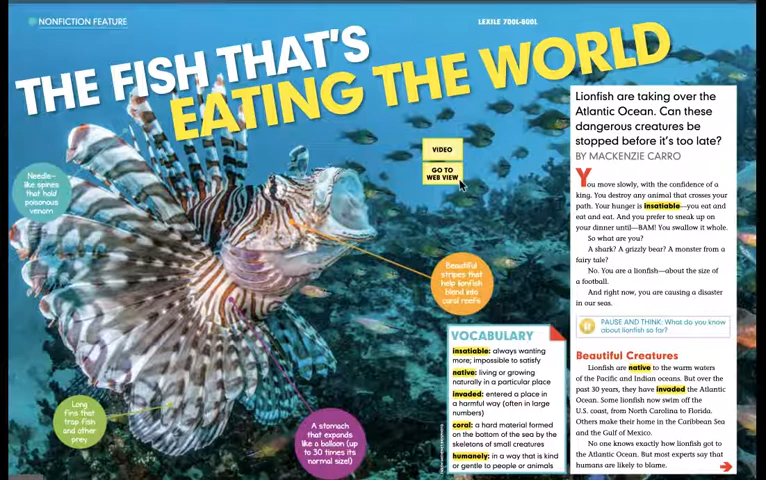 NONFICTION FEATURE
LEXILE 700L-800L
THE FISH THAT'S
EATING THE WORLD
Lionfish are taking over the
Atlantic Ocean. Can these
dangerous creatures be
stopped before it's too late?
BY MACKENZIE CARRO
VIDEO
GO TO
WEB VIEW
Needle-
like spines
that hold
poisonous
venom
You move slowly, with the confidence of a
king. You destroy any animal that crosses your
path. Your hunger is insatiable—you eat and
eat and eat. And you prefer to sneak up on
your dinner until—BAM! You swallow it whole.
So what are you?
A shark? A grizzly bear? A monster from a
fairy tale?
No. You are a lionfish—about the size of
a football.
And right now, you are causing a disaster
in our seas.
Beautiful
stripes that
help lionfish
blend into
coral reefs
PAUSE AND THINK: What do you know
about lionfish so far?
VOCABULARY
insatiable: always wanting
more; impossible to satisfy
native: living or growing
naturally in a particular place
invaded: entered a place in
a harmful way (often in large
numbers)
coral: a hard material formed
on the bottom of the sea by the
skeletons of small creatures
humanely: in a way that is kind
or gentle to people or animals
Beautiful Creatures
Lionfish are native to the warm waters
of the Pacific and Indian oceans. But over the
past 30 years, they have invaded the Atlantic
Ocean. Some lionfish now swim off the
U.S. coast, from North Carolina to Florida.
Others make their home in the Caribbean Sea
and the Gulf of Mexico.
No one knows exactly how lionfish got to
the Atlantic Ocean. But most experts say that
humans are likely to blame.
Long
fins that
trap fish
and other
prey
A stomach
that expands
like a balloon (up
to 30 times its
normal size!)